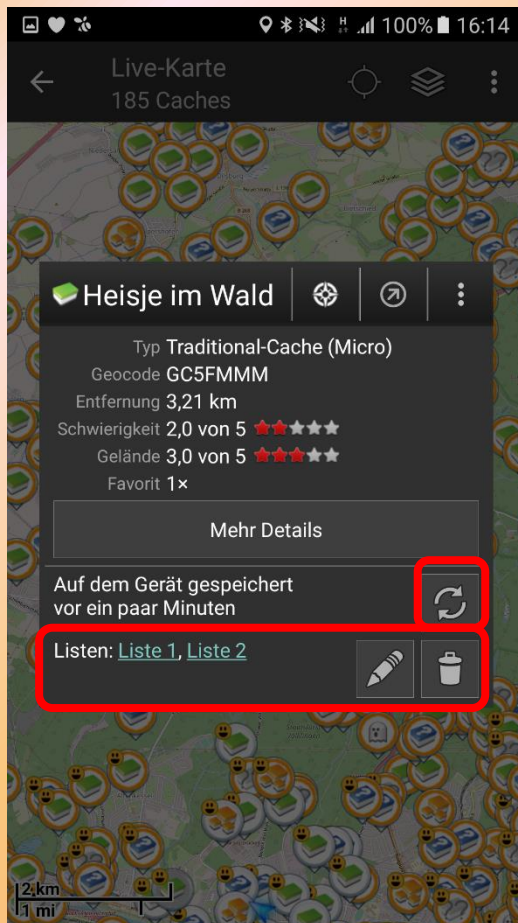 100% 16:14
Live-Karte
185 Caches
Heisje im Wald
Typ Traditional-Cache (Micro)
Geocode GC5FMMM
Entfernung 3,21 km
Schwierigkeit 2,0 von 5
Gelände 3,0 von 5
Favorit 1×
Mehr Details
Auf dem Gerät gespeichert
vor ein paar Minuten
Listen: Liste 1, Liste 2
2 km
1 mi